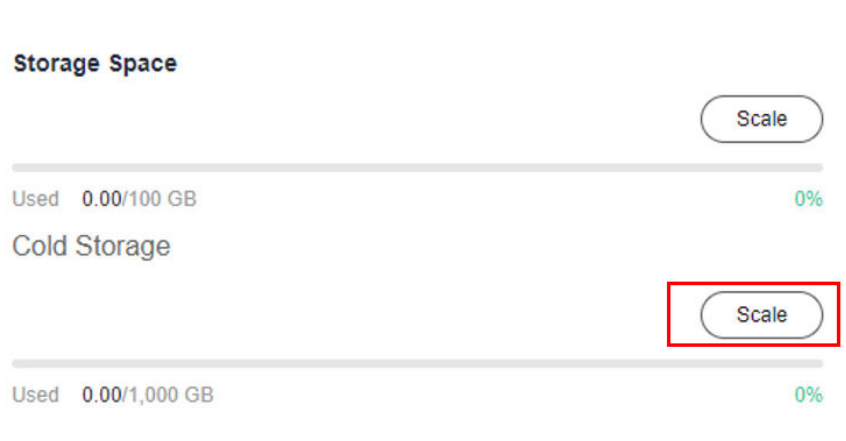 Storage Space
Scale
Used 0.00/100 GB 0%
Cold Storage
Scale
Used 0.00/1,000 GB 0%